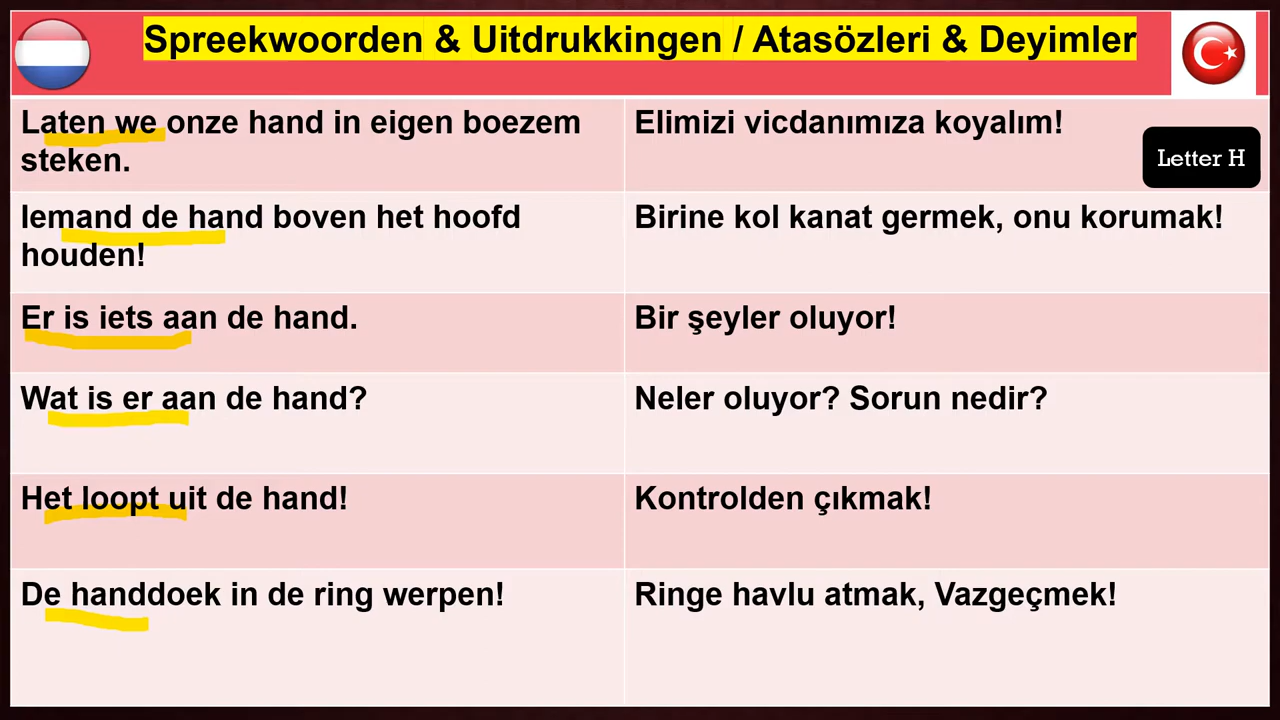 Spreekwoorden & Uitdrukkingen / Atasözleri & Deyimler
Laten we onze hand in eigen boezem
steken.
Elimizi vicdanımıza koyalım!
Letter H
Iemand de hand boven het hoofd
houden!
Birine kol kanat germek, onu korumak!
Er is iets aan de hand.
Bir şeyler oluyor!
Wat is er aan de hand?
Neler oluyor? Sorun nedir?
Het loopt uit de hand!
Kontrolden çıkmak!
De handdoek in de ring werpen!
Ringe havlu atmak, Vazgeçmek!